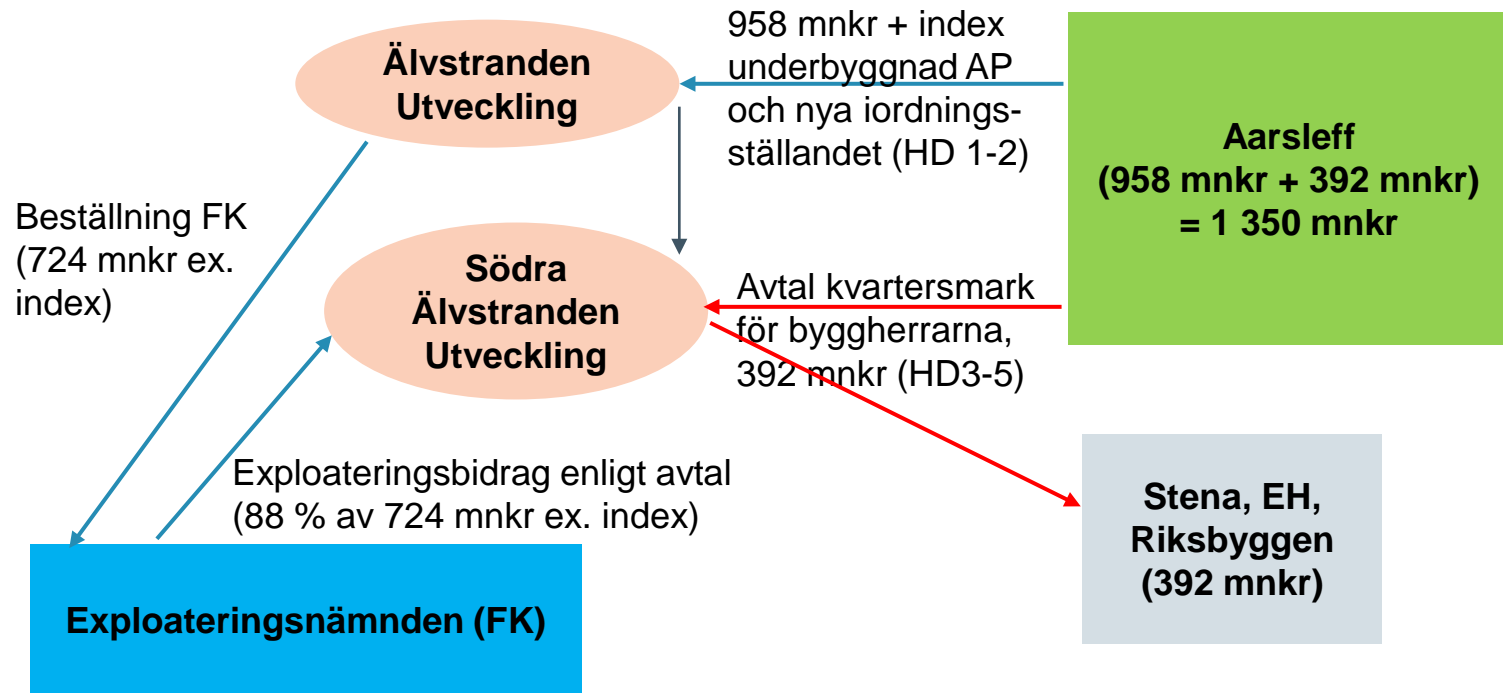 Älvstranden
Utveckling
958 mnkr + index
underbyggnad AP
och nya iordnings-
ställandet (HD 1-2)
Aarsleff
(958 mnkr + 392 mnkr)
= 1 350 mnkr
Beställning FK
(724 mnkr ex.
index)
Södra
Älvstranden
Utveckling
Avtal kvartersmark
för byggherrarna,
392 mnkr (HD3-5)
Exploateringsbidrag enligt avtal
(88 % av 724 mnkr ex. index)
Stena, EH,
Riksbyggen
(392 mnkr)
Exploateringsnämnden (FK)